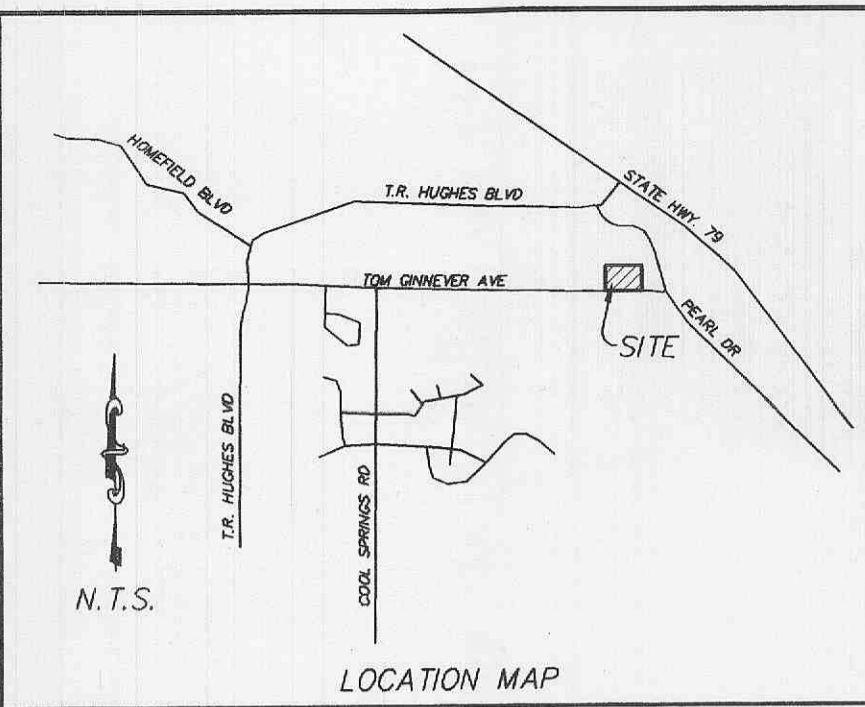 HOMEFIELD BLVD
T.R. HUGHES BLVD
STATE HWY. 79
TOM GINNEVER AVE
PEARL DR
SITE
T.R. HUGHES BLVD
COOL SPRINGS RD
N.T.S.
LOCATION MAP